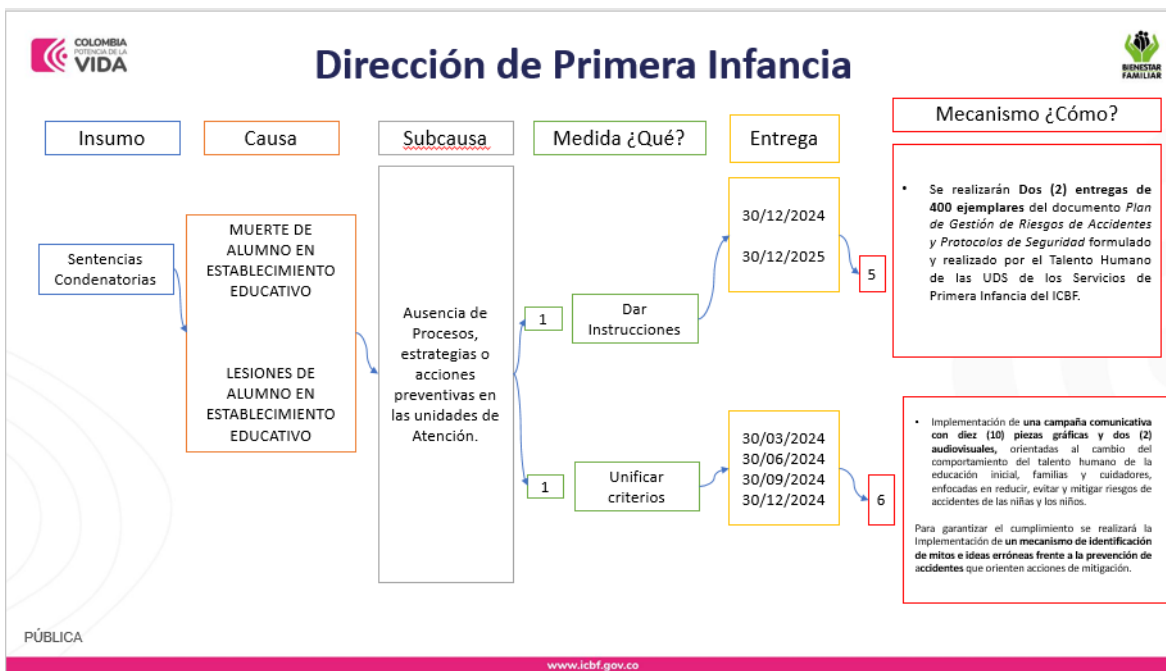 COLOMBIA
POTENCIA DE LA
VIDA
Dirección de Primera Infancia
BIENESTAR
FAMILIAR
Insumo
Causa
Subcausa
Medida ¿Qué?
Entrega
Mecanismo ¿Cómo?
Sentencias
Condenatorias
MUERTE DE
ALUMNO EN
ESTABLECIMIENTO
EDUCATIVO
LESIONES DE
ALUMNO EN
ESTABLECIMIENTO
EDUCATIVO
Ausencia de
Procesos,
estrategias o
acciones
preventivas en
las unidades de
Atención.
1
Dar
Instrucciones
30/12/2024
30/12/2025
5
• Se realizarán Dos (2) entregas de
400 ejemplares del documento Plan
de Gestión de Riesgos de Accidentes
y Protocolos de Seguridad formulado
y realizado por el Talento Humano
de las UDS de los Servicios de
Primera Infancia del ICBF.
1
Unificar
criterios
30/03/2024
30/06/2024
30/09/2024
30/12/2024
6
• Implementación de una campaña comunicativa
con diez (10) piezas gráficas y dos (2)
audiovisuales, orientadas al cambio del
comportamiento del talento humano de la
educación inicial, familias y cuidadores,
enfocadas en reducir, evitar y mitigar riesgos de
accidentes de las niñas y los niños.
Para garantizar el cumplimiento se realizará la
Implementación de un mecanismo de identificación
de mitos e ideas erróneas frente a la prevención de
accidentes que orienten acciones de mitigación.
PÚBLICA
www.icbf.gov.co